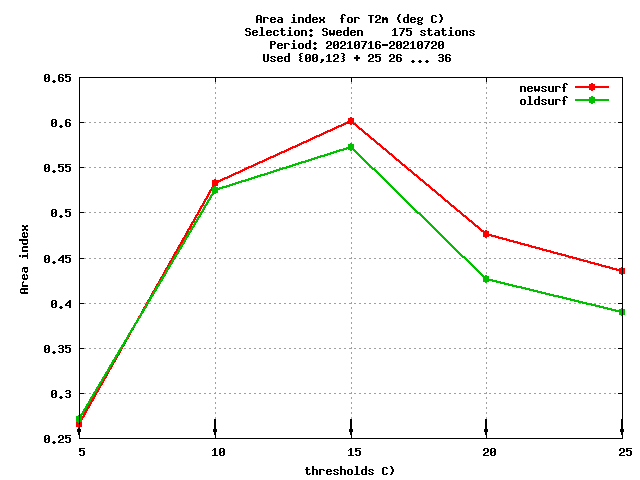 Area index  for T2m (deg C)
Selection: Sweden    175 stations
Period: 20210716-20210720
Used {00,12} + 25 26 ... 36
newsurf
oldsurf
0.65
0.6
0.55
0.5
0.45
0.4
0.35
0.3
0.25
Area index
5 10 15 20 25
thresholds C)